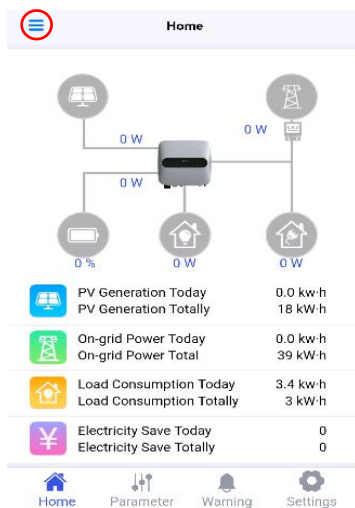 Home
0 W
0 W
0 W
0 %
0 W
0 W
PV Generation Today 0.0 kw·h
PV Generation Totally 18 kW·h
On-grid Power Today 0.0 kw·h
On-grid Power Total 39 kW·h
Load Consumption Today 3.4 kw·h
Load Consumption Totally 3 kW·h
¥
Electricity Save Today 0
Electricity Save Totally 0
Home Parameter Warning Settings